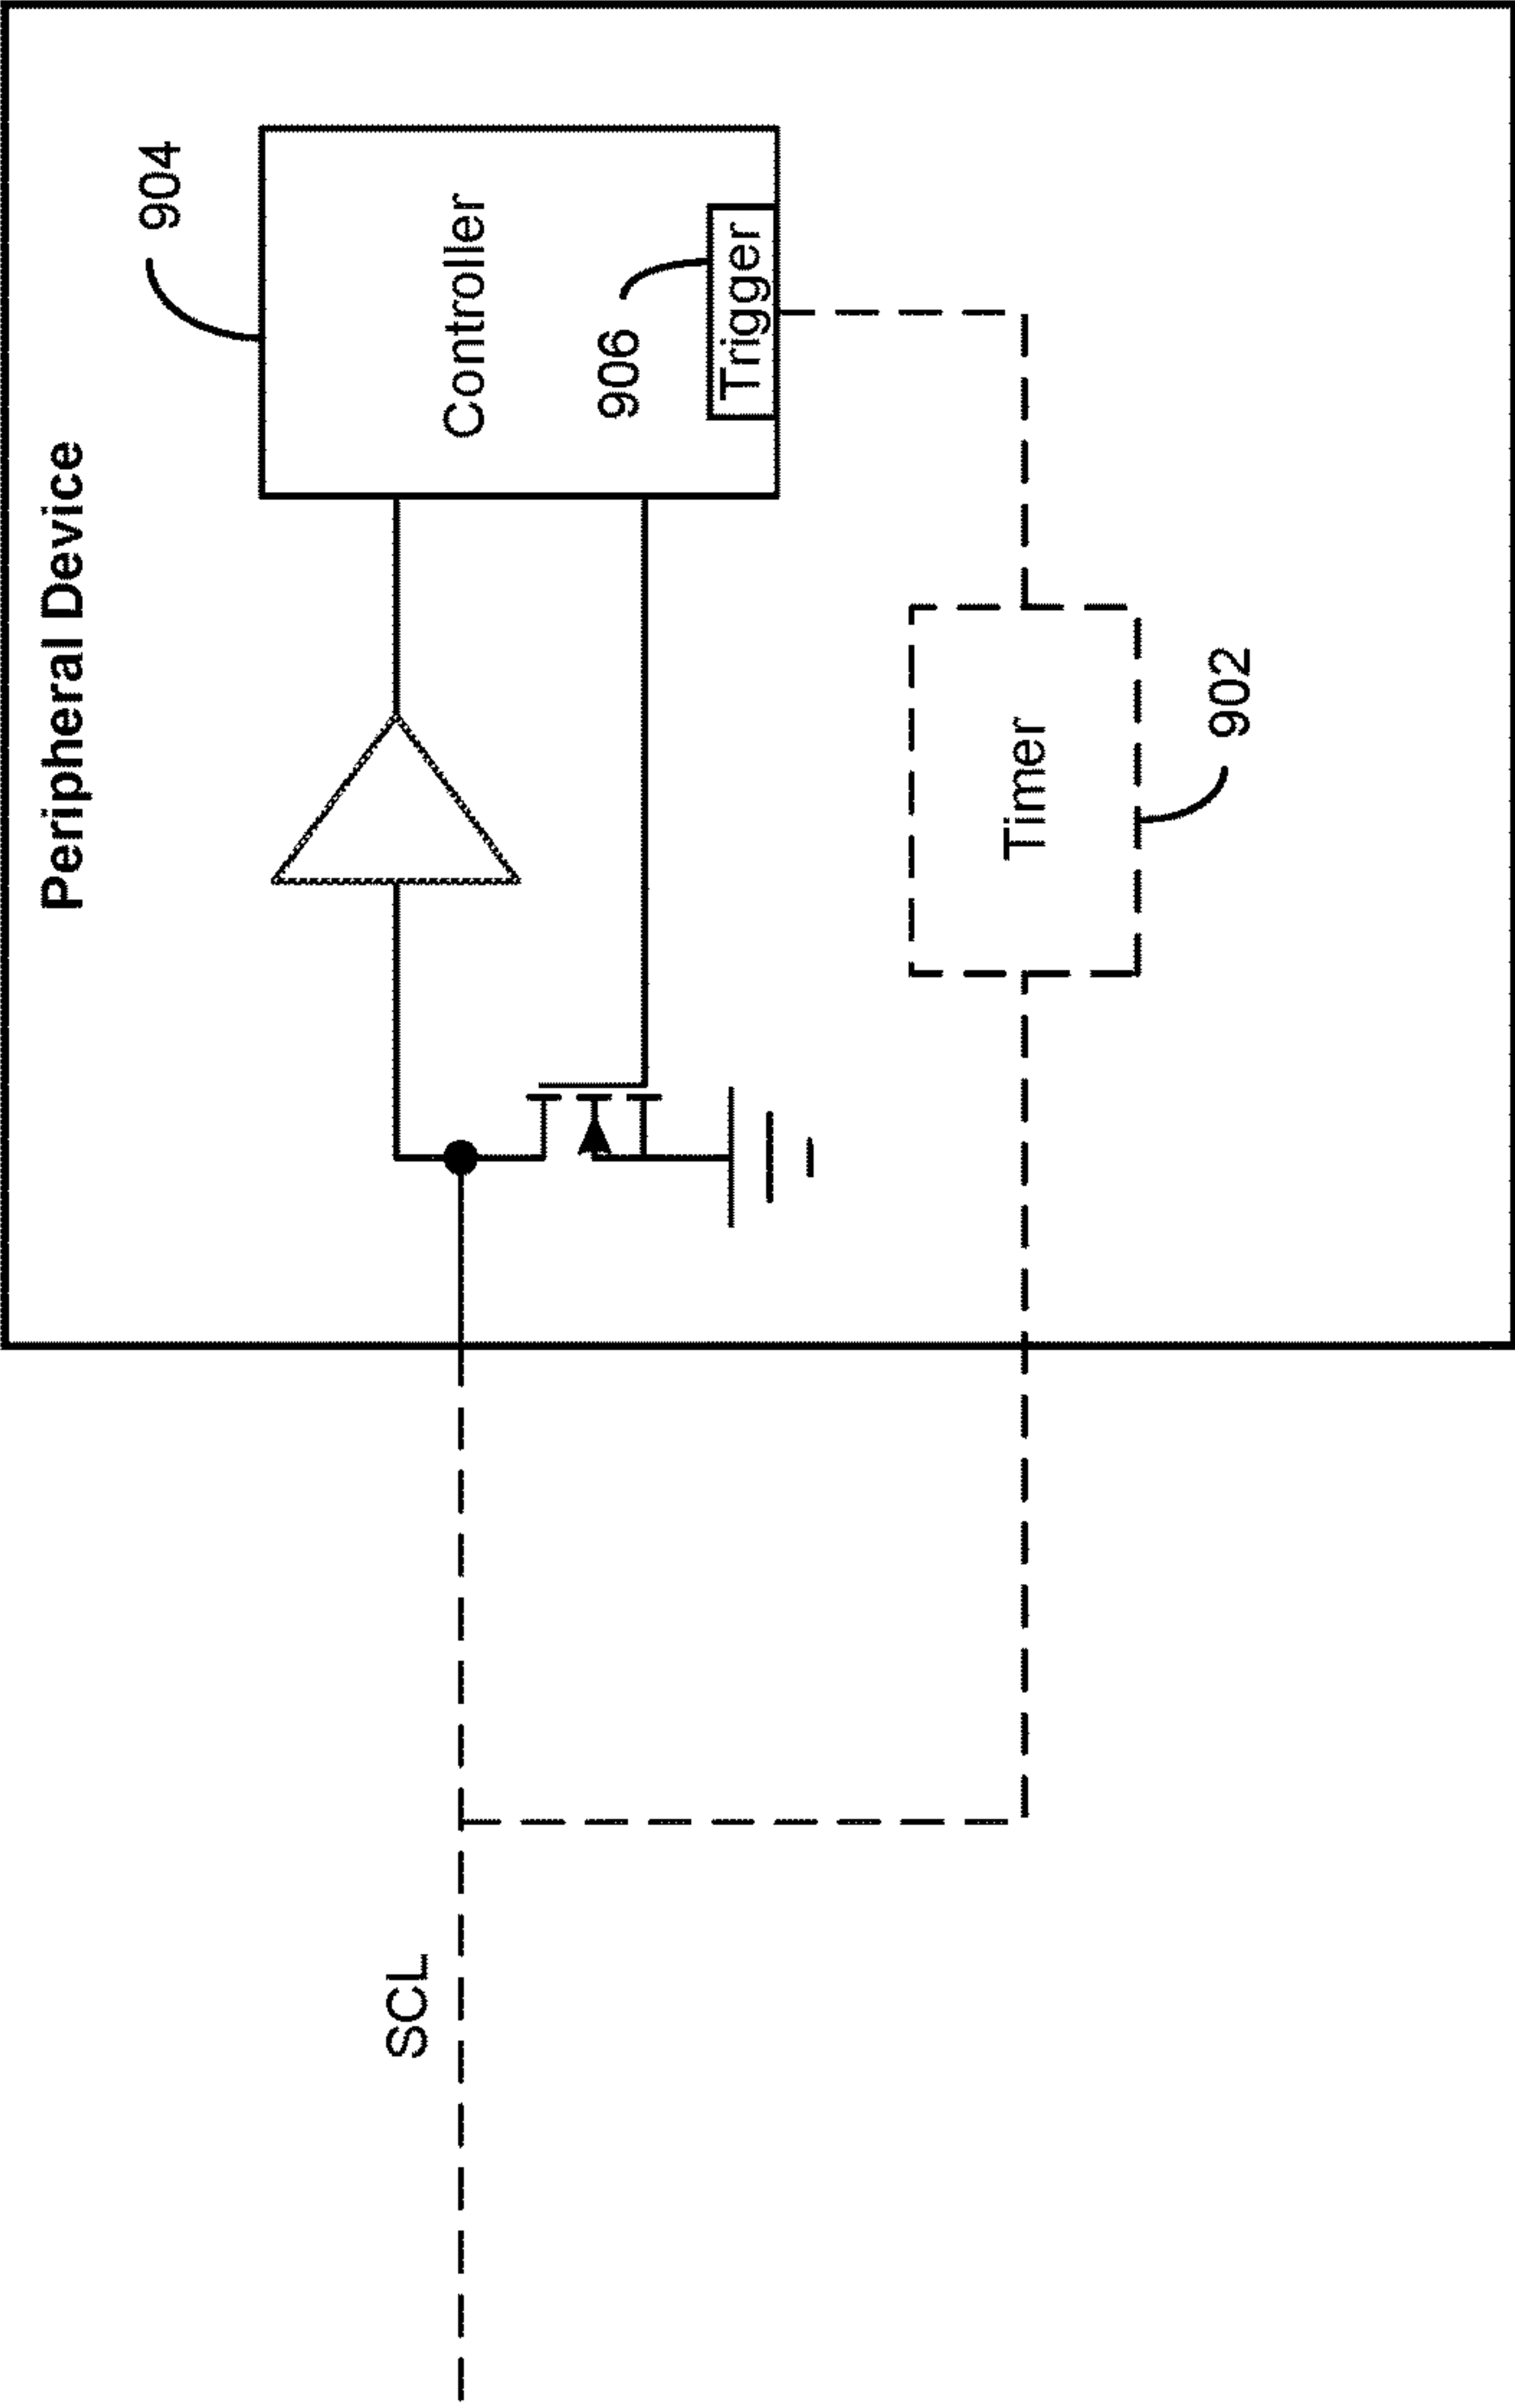 Peripheral Device
904
Controller
906
Trigger
Timer
902
SCL